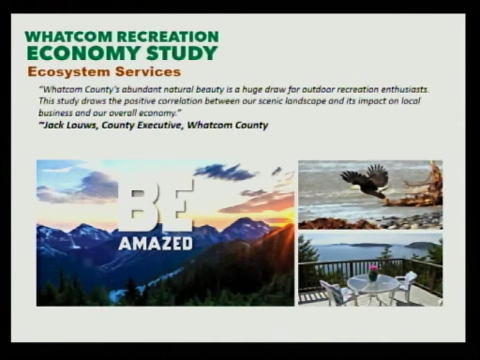 WHATCOM RECREATION
ECONOMY STUDY
Ecosystem Services
“Whatcom County’s abundant natural beauty is a huge draw for outdoor recreation enthusiasts.
This study draws the positive correlation between our scenic landscape and its impact on local
business and our overall economy.”
~Jack Louws, County Executive, Whatcom County
BE
AMAZED